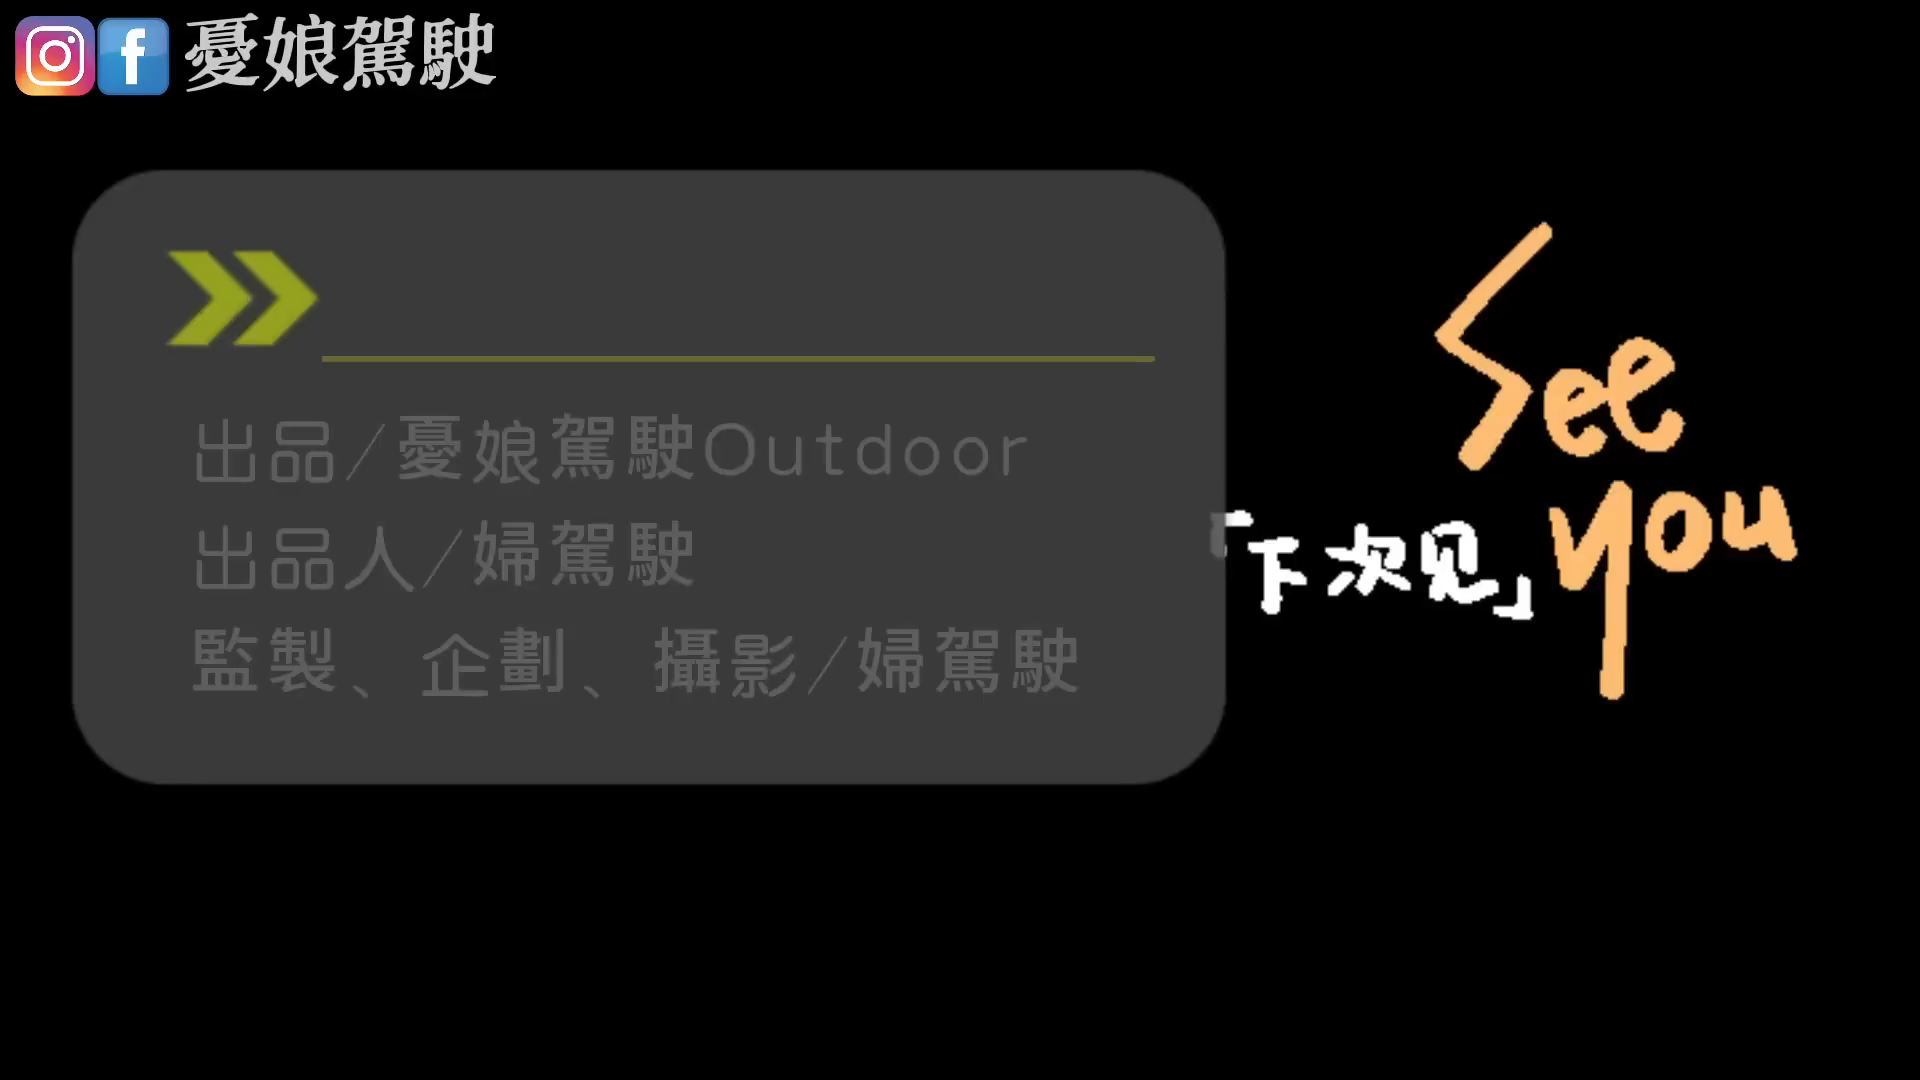 憂娘駕駛
出品/憂娘駕駛Outdoor
出品人/婦駕駛
監製、企劃、攝影/婦駕駛
See
you
「下次见」